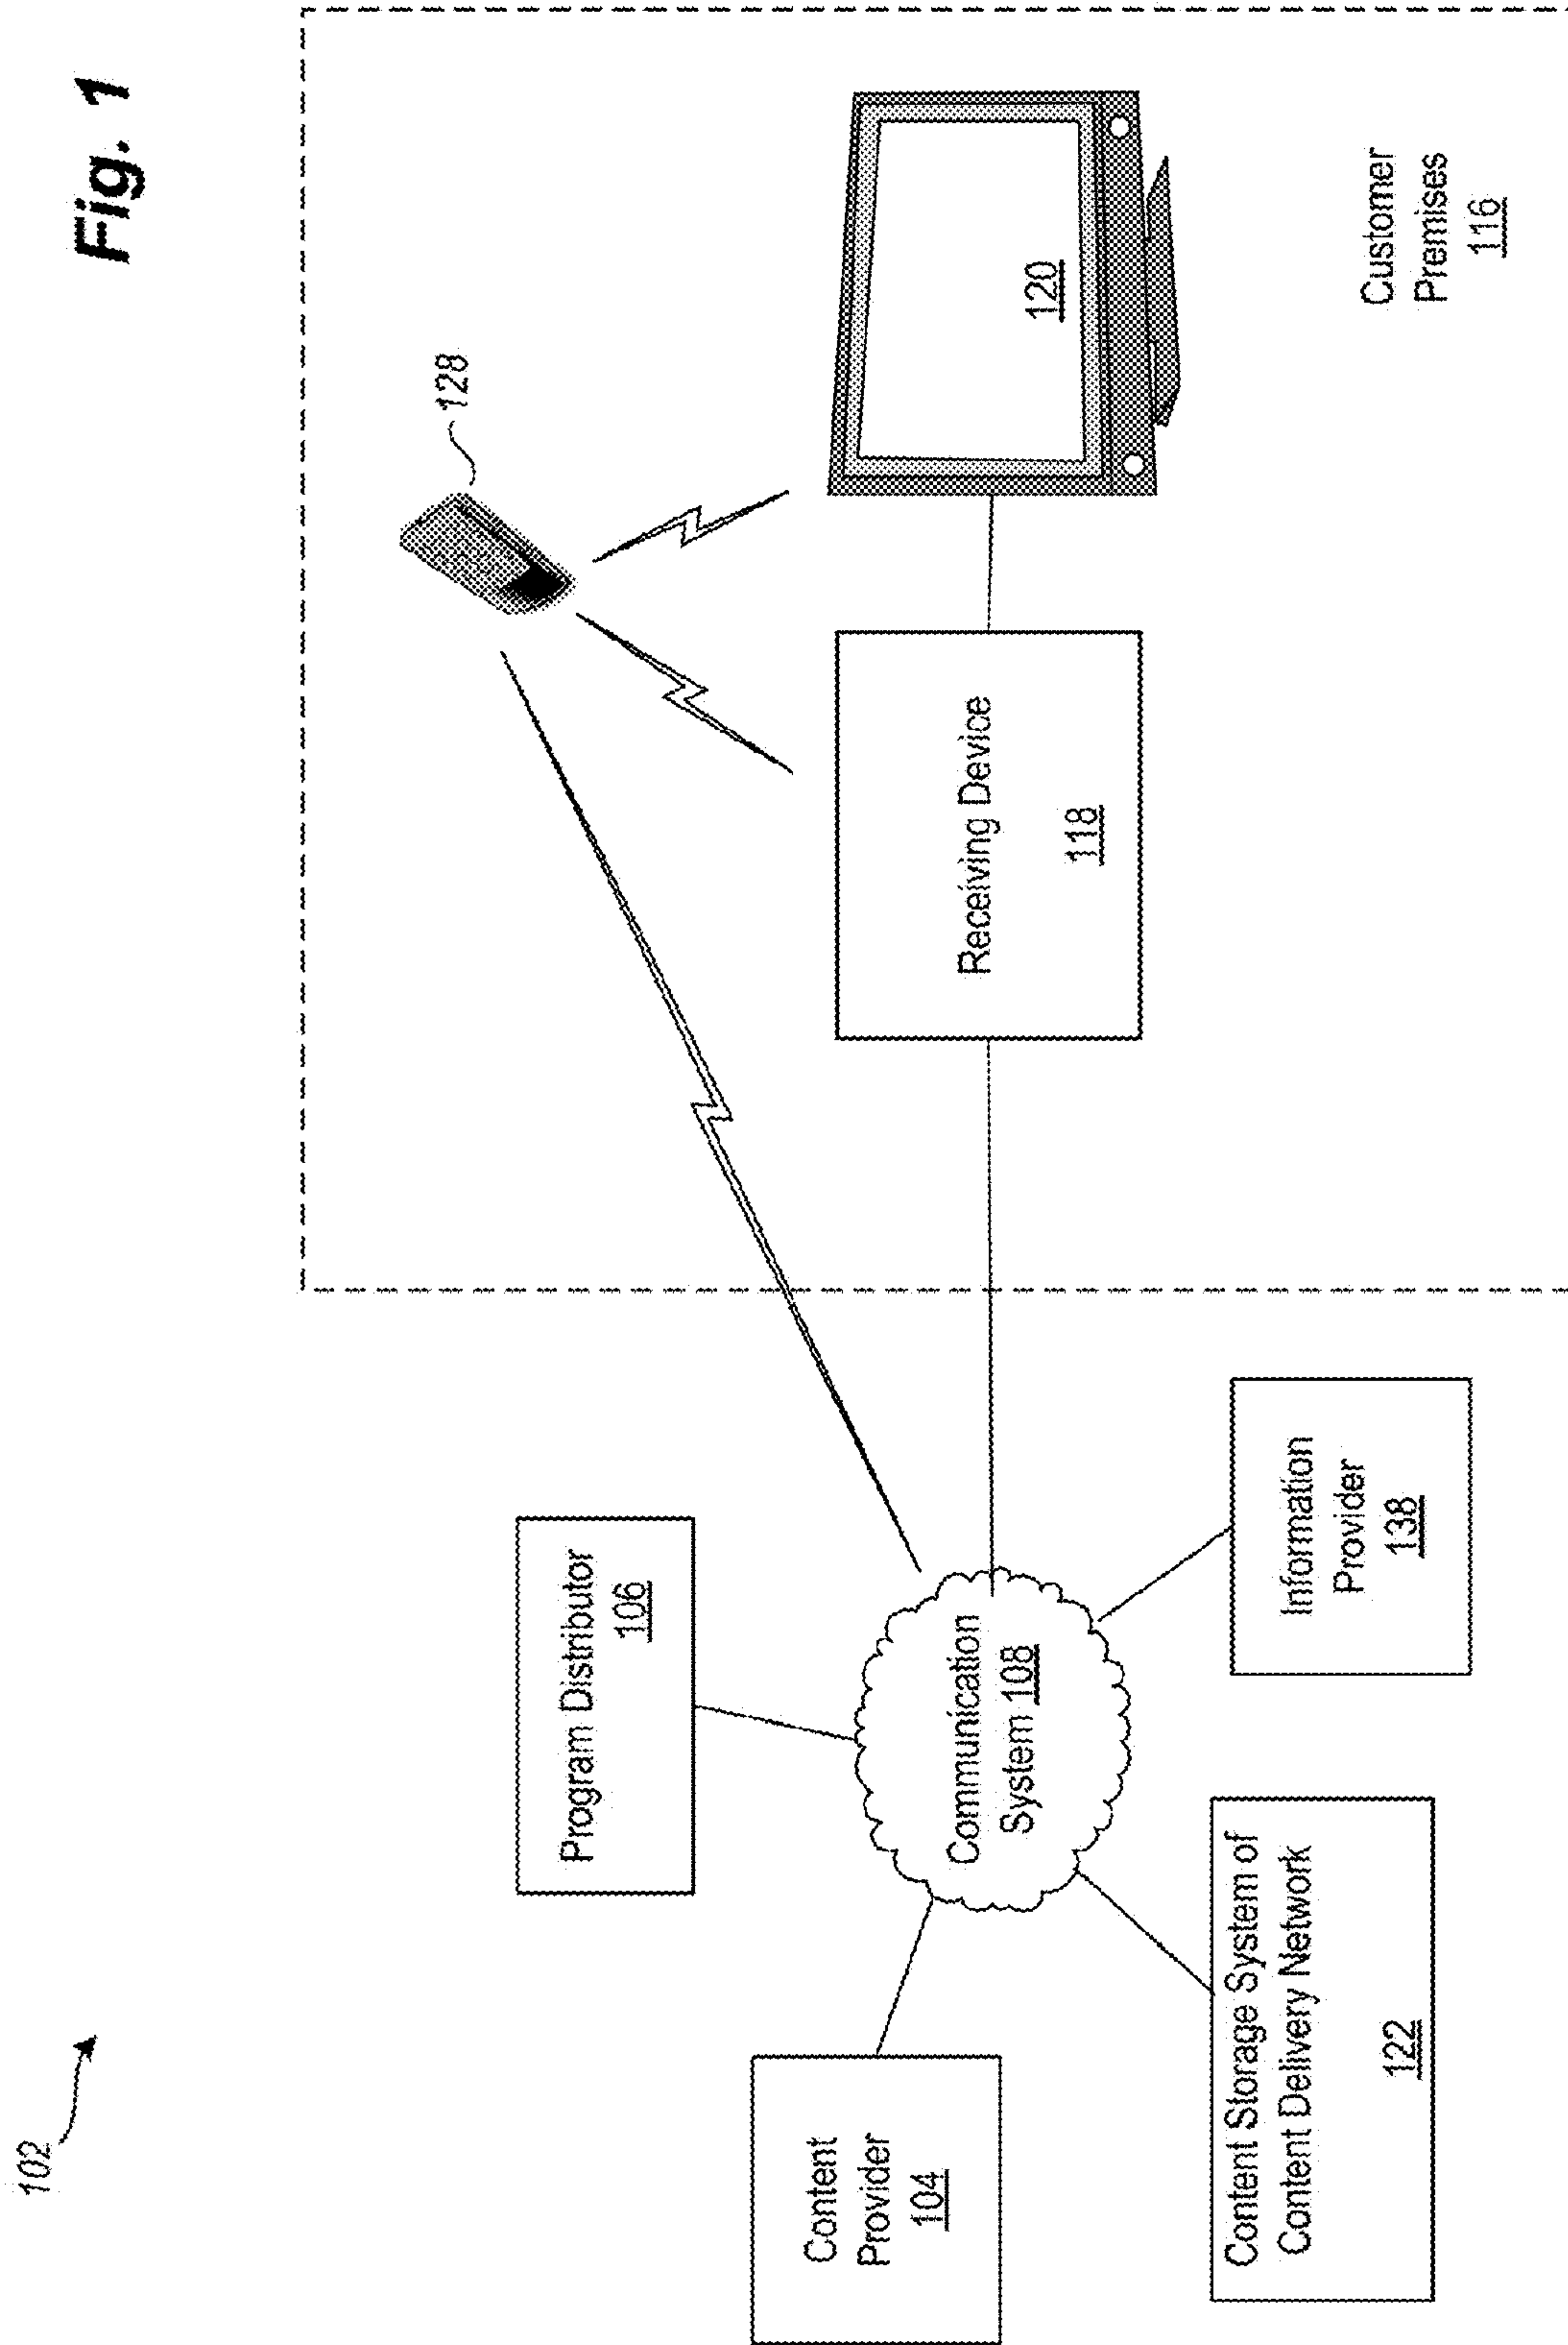 Fig. 1
102
Program Distributor
106
Content
Provider
104
Communication
System 108
Content Storage System of
Content Delivery Network
122
Information
Provider
138
128
Receiving Device
118
120
Customer
Premises
116